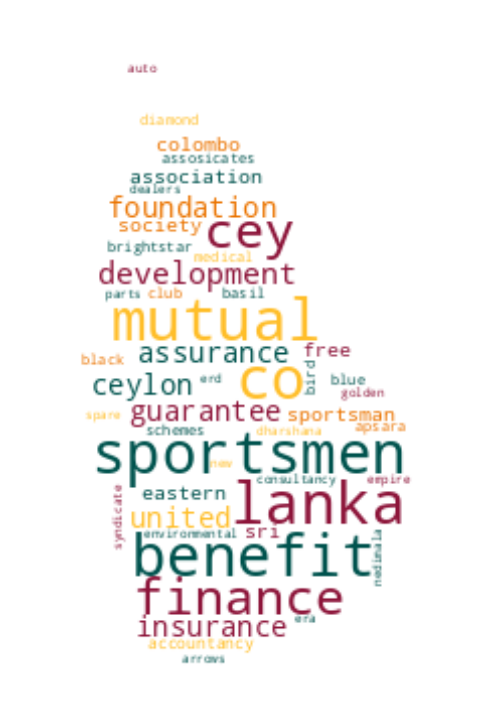 auto
diamond
colombo
assosicates
association
dealers
foundation
society cey
brightstar
medical
development
parts club basil
mutual
assurance free
black
ceylon erd co bird blue
golden
guarantee sportsman
spare
apsara
schemes dharshana
sportsmen
new
consultancy empire
syndicate eastern lanka
united
environmental sri
benefit nedimala
finance
era
insurance
accountancy
arrows